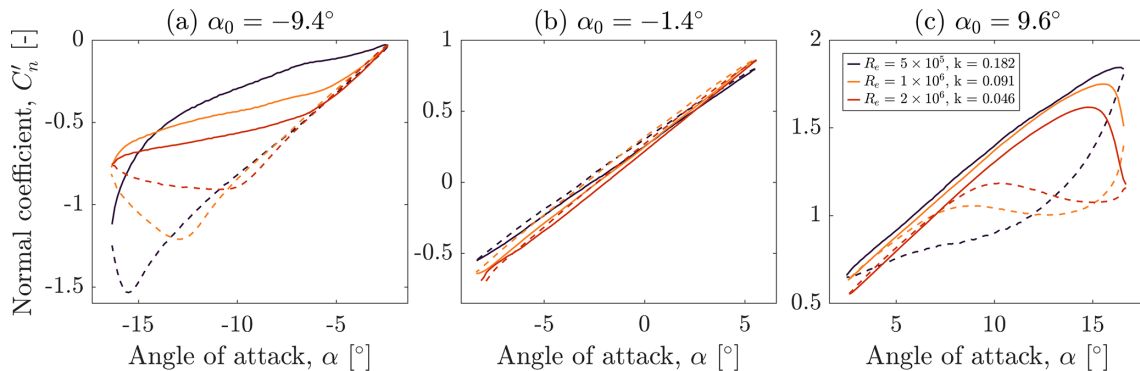 (a) α₀ = −9.4°
(b) α₀ = −1.4°
(c) α₀ = 9.6°
Normal coefficient, C′ₙ [-]
0
-0.5
-1
-1.5
-15
-10
-5
Angle of attack, α [°]
1
0.5
0
-0.5
-5
0
5
Angle of attack, α [°]
2
1.5
1
0.5
5
10
15
Angle of attack, α [°]
Rₑ = 5 × 10⁵, k = 0.182
Rₑ = 1 × 10⁶, k = 0.091
Rₑ = 2 × 10⁶, k = 0.046